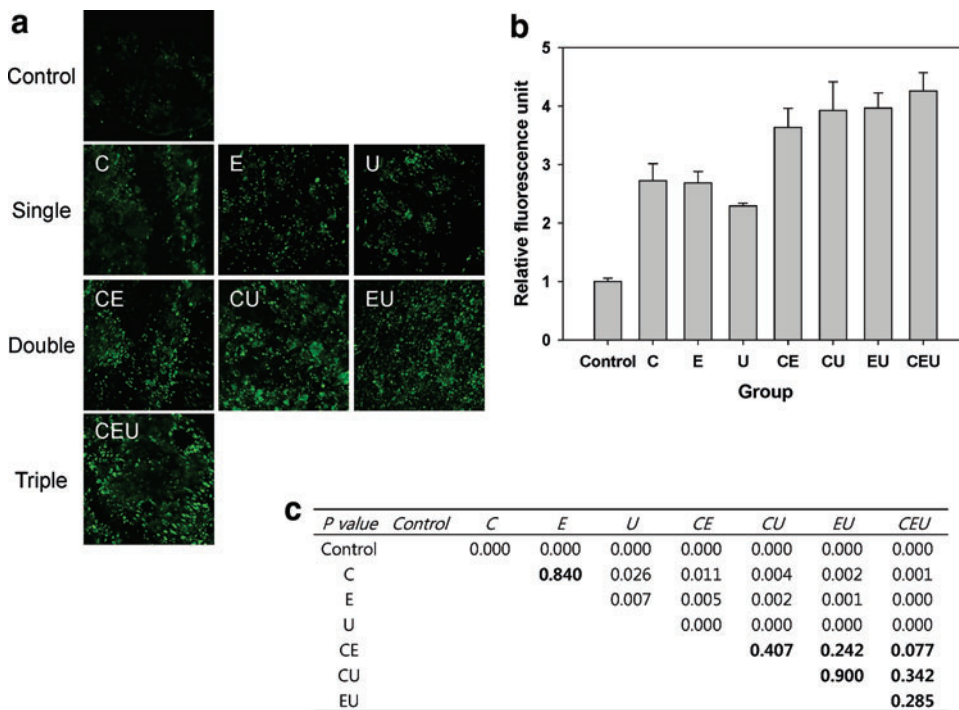 a
Control
Single
C
E
U
Double
CE
CU
EU
Triple
CEU
b
Relative fluorescence unit
5
4
3
2
1
0
Control C E U CE CU EU CEU
Group
c
P value Control C E U CE CU EU CEU
Control 0.000 0.000 0.000 0.000 0.000 0.000 0.000
C 0.840 0.026 0.011 0.004 0.002 0.001
E 0.007 0.005 0.002 0.001 0.000
U 0.000 0.000 0.000 0.000
CE 0.407 0.242 0.077
CU 0.900 0.342
EU 0.285